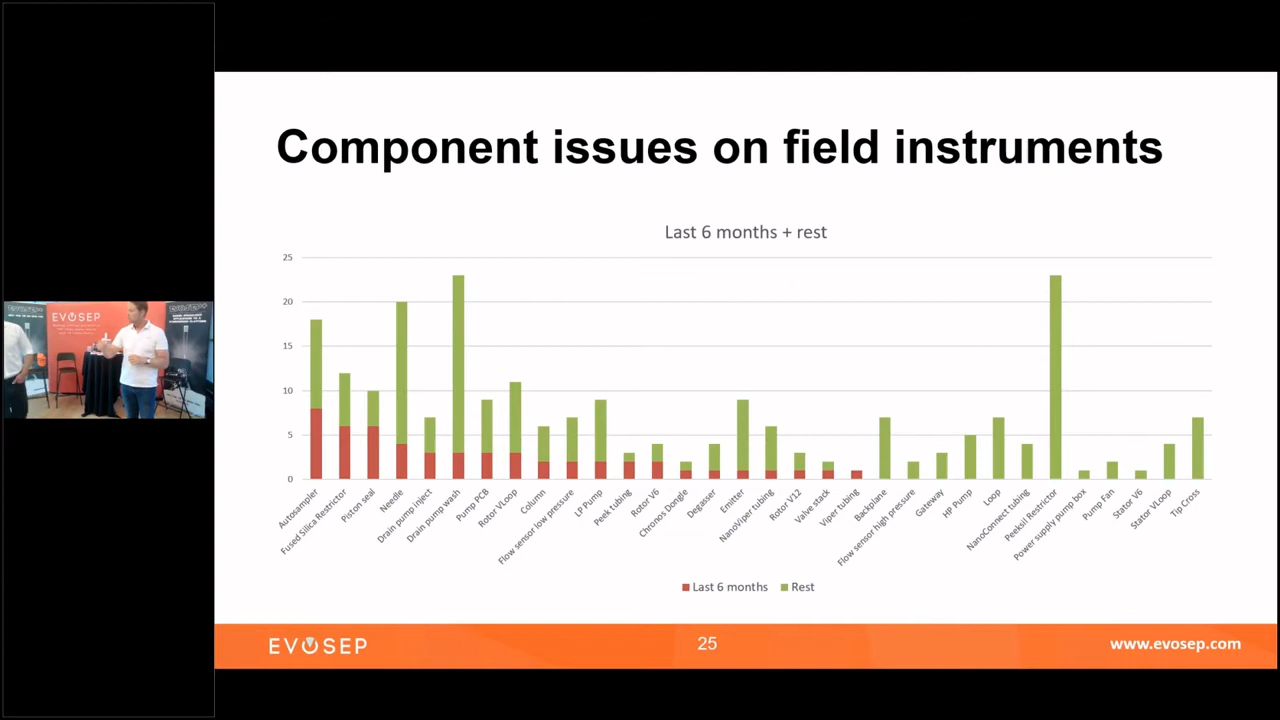 Component issues on field instruments
Last 6 months + rest
25
20
15
10
5
0
Autosampler
Fused Silica Restrictor
Piston seal
Needle
Drain pump inject
Drain pump wash
Pump PCB
Rotor VLoop
Column
Flow sensor low pressure
LP Pump
Peek tubing
Rotor V6
Chronos Dongle
Degasser
Emitter
NanoViper tubing
Rotor V12
Valve stack
Viper tubing
Backplane
Flow sensor high pressure
Gateway
HP Pump
Loop
NanoConnect tubing
Peeksil Restrictor
Power supply pump box
Pump Fan
Stator V6
Stator VLoop
Tip Cross
Last 6 months
Rest
EVOSEP
25
www.evosep.com
EVOSEP